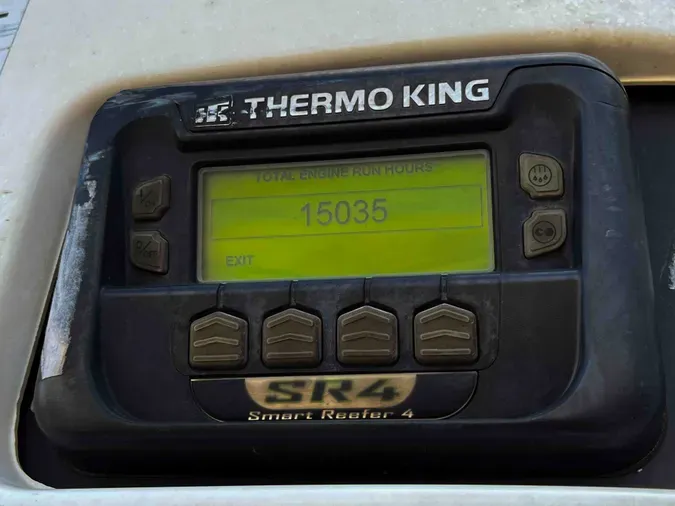 THERMO KING
TOTAL ENGINE RUN HOURS
15035
EXIT
SR4
Smart Reefer 4